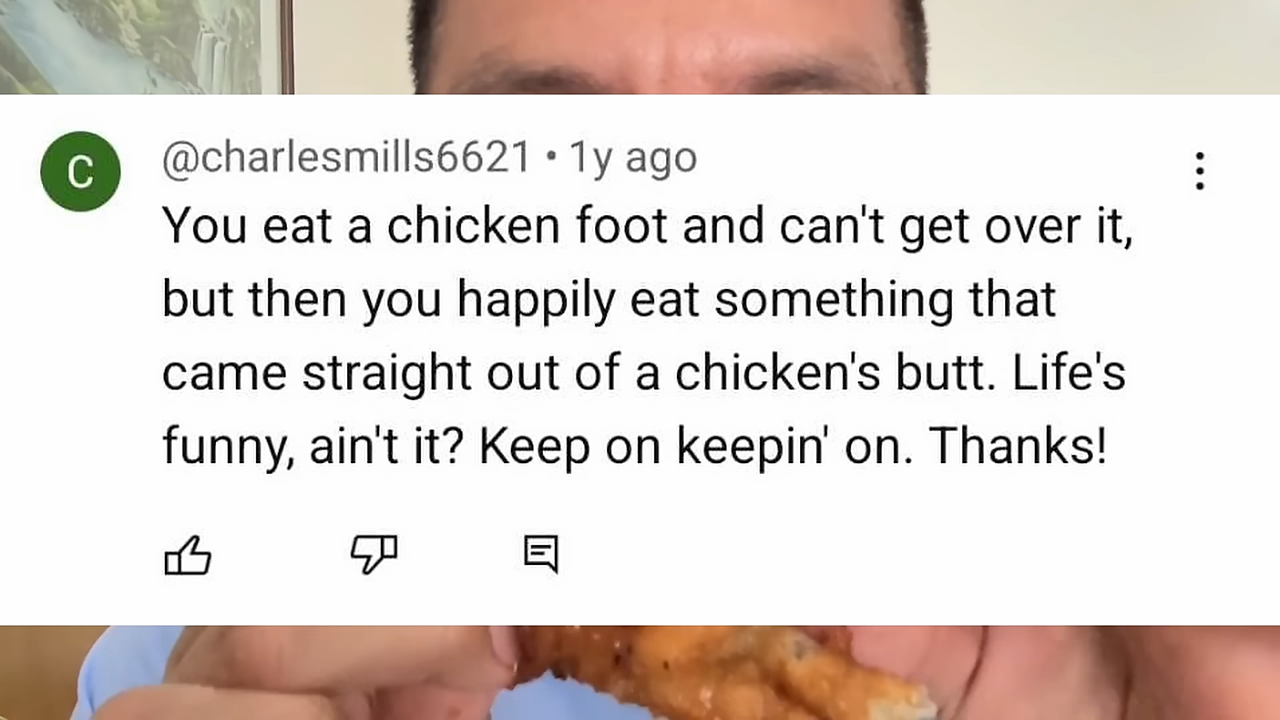 C
@charlesmills6621 • 1y ago
You eat a chicken foot and can't get over it,
but then you happily eat something that
came straight out of a chicken's butt. Life's
funny, ain't it? Keep on keepin' on. Thanks!